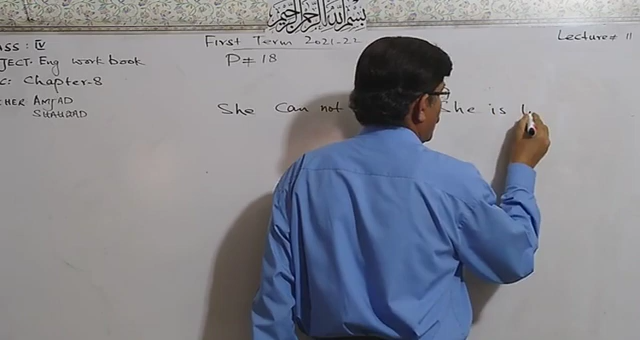 بسم الله الرحمن الرحيم
First Term 2021-22
Lecture# 11
ASS: IV
JECT: Eng work book
P# 18
C: Chapter-8
HER AMJAD
SHAHZAD
She Can not he is